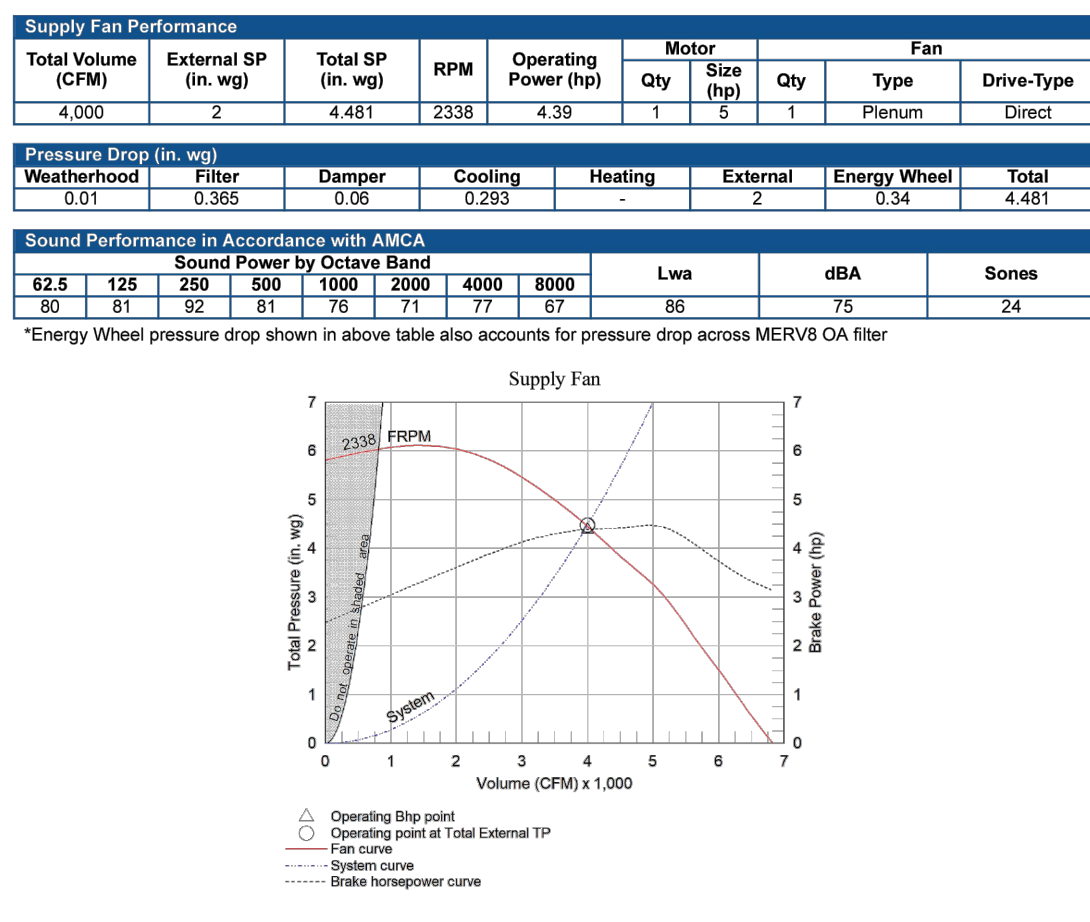 Supply Fan Performance
Total Volume (CFM) External SP (in. wg) Total SP (in. wg) RPM Operating Power (hp) Motor Fan
Qty Size (hp) Qty Type Drive-Type
4,000 2 4.481 2338 4.39 1 5 1 Plenum Direct
Pressure Drop (in. wg)
Weatherhood Filter Damper Cooling Heating External Energy Wheel Total
0.01 0.365 0.06 0.293 - 2 0.34 4.481
Sound Performance in Accordance with AMCA
Sound Power by Octave Band Lwa dBA Sones
62.5 125 250 500 1000 2000 4000 8000
80 81 92 81 76 71 77 67 86 75 24
*Energy Wheel pressure drop shown in above table also accounts for pressure drop across MERV8 OA filter
Supply Fan
7 7
2338 FRPM
6 6
5 5
4 4
3 3
2 2
1 1
0 0
Total Pressure (in. wg)
Brake Power (hp)
Do not operate in shaded area
System
0 1 2 3 4 5 6 7
Volume (CFM) x 1,000
Operating Bhp point
Operating point at Total External TP
Fan curve
System curve
Brake horsepower curve